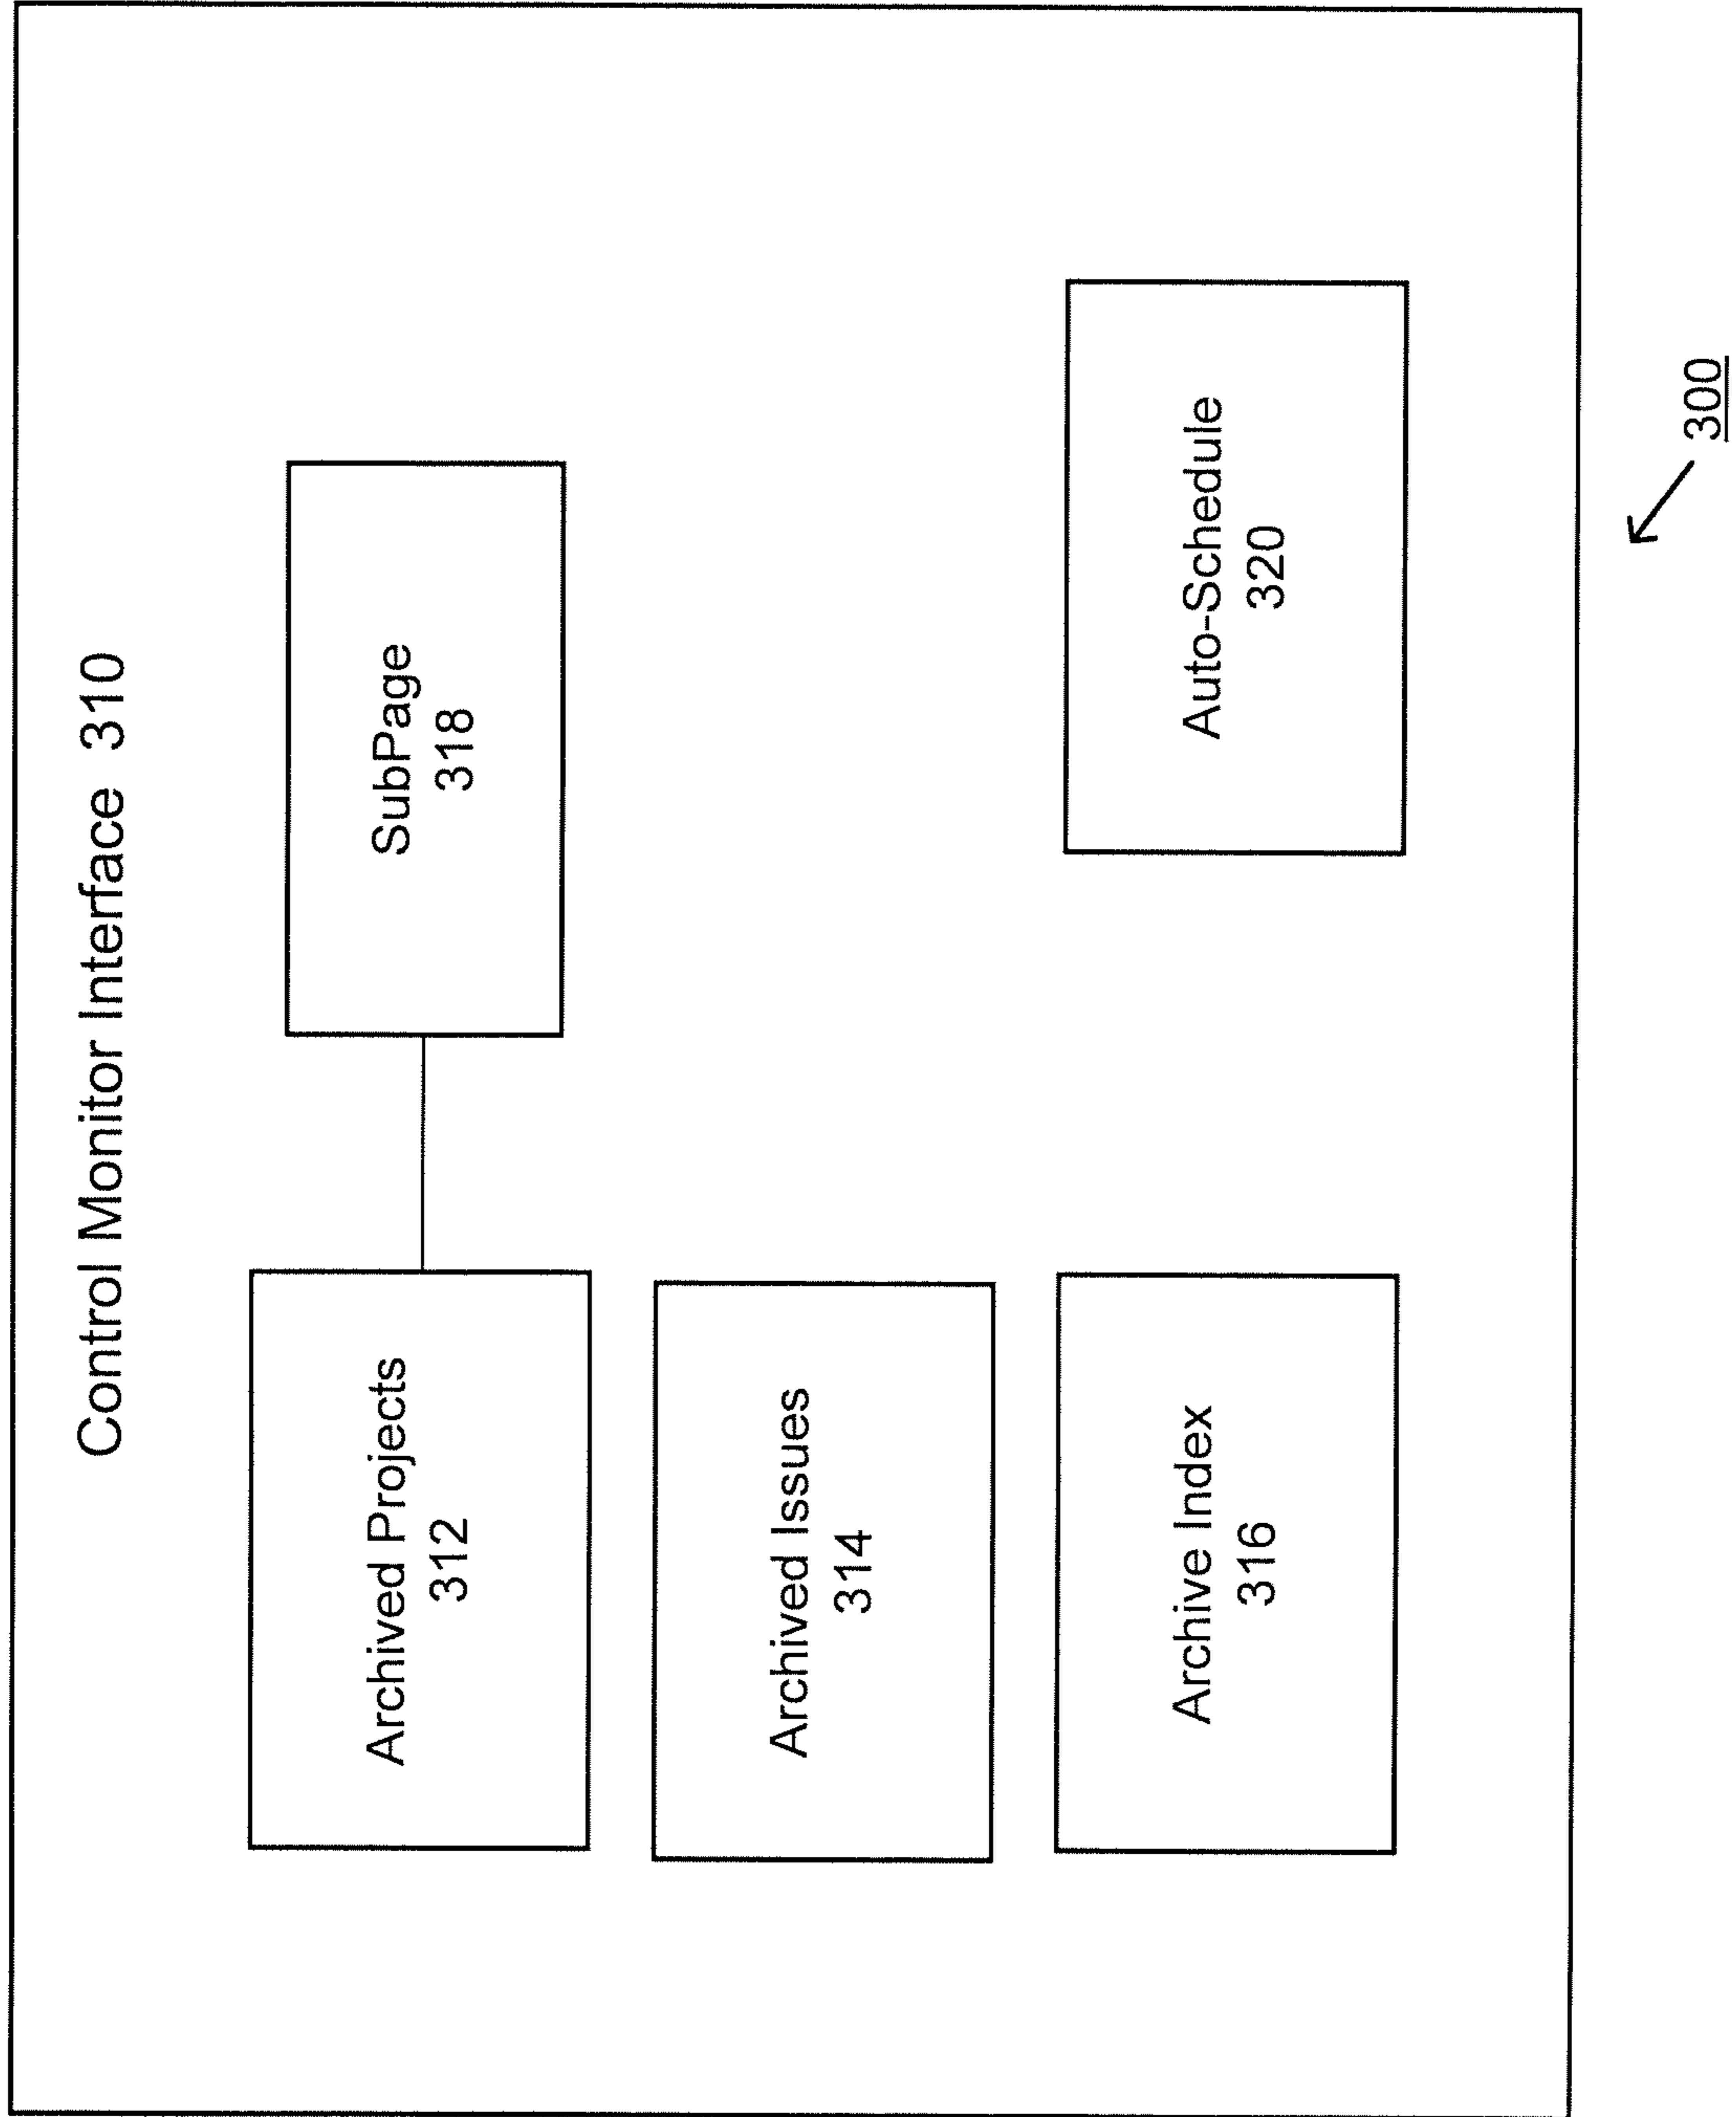 Control Monitor Interface 310
Archived Projects
312
SubPage
318
Archived Issues
314
Archive Index
316
Auto-Schedule
320
300